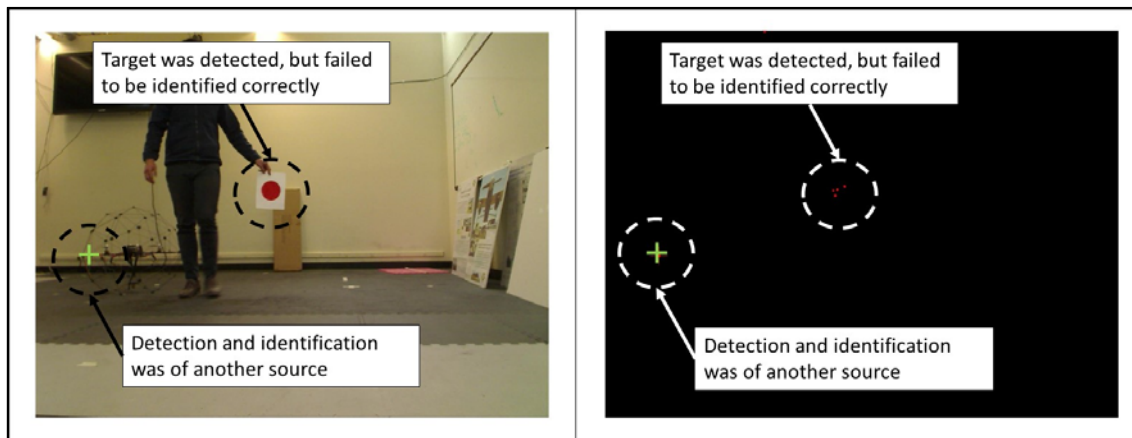 Target was detected, but failed
to be identified correctly
Detection and identification
was of another source
Target was detected, but failed
to be identified correctly
Detection and identification
was of another source